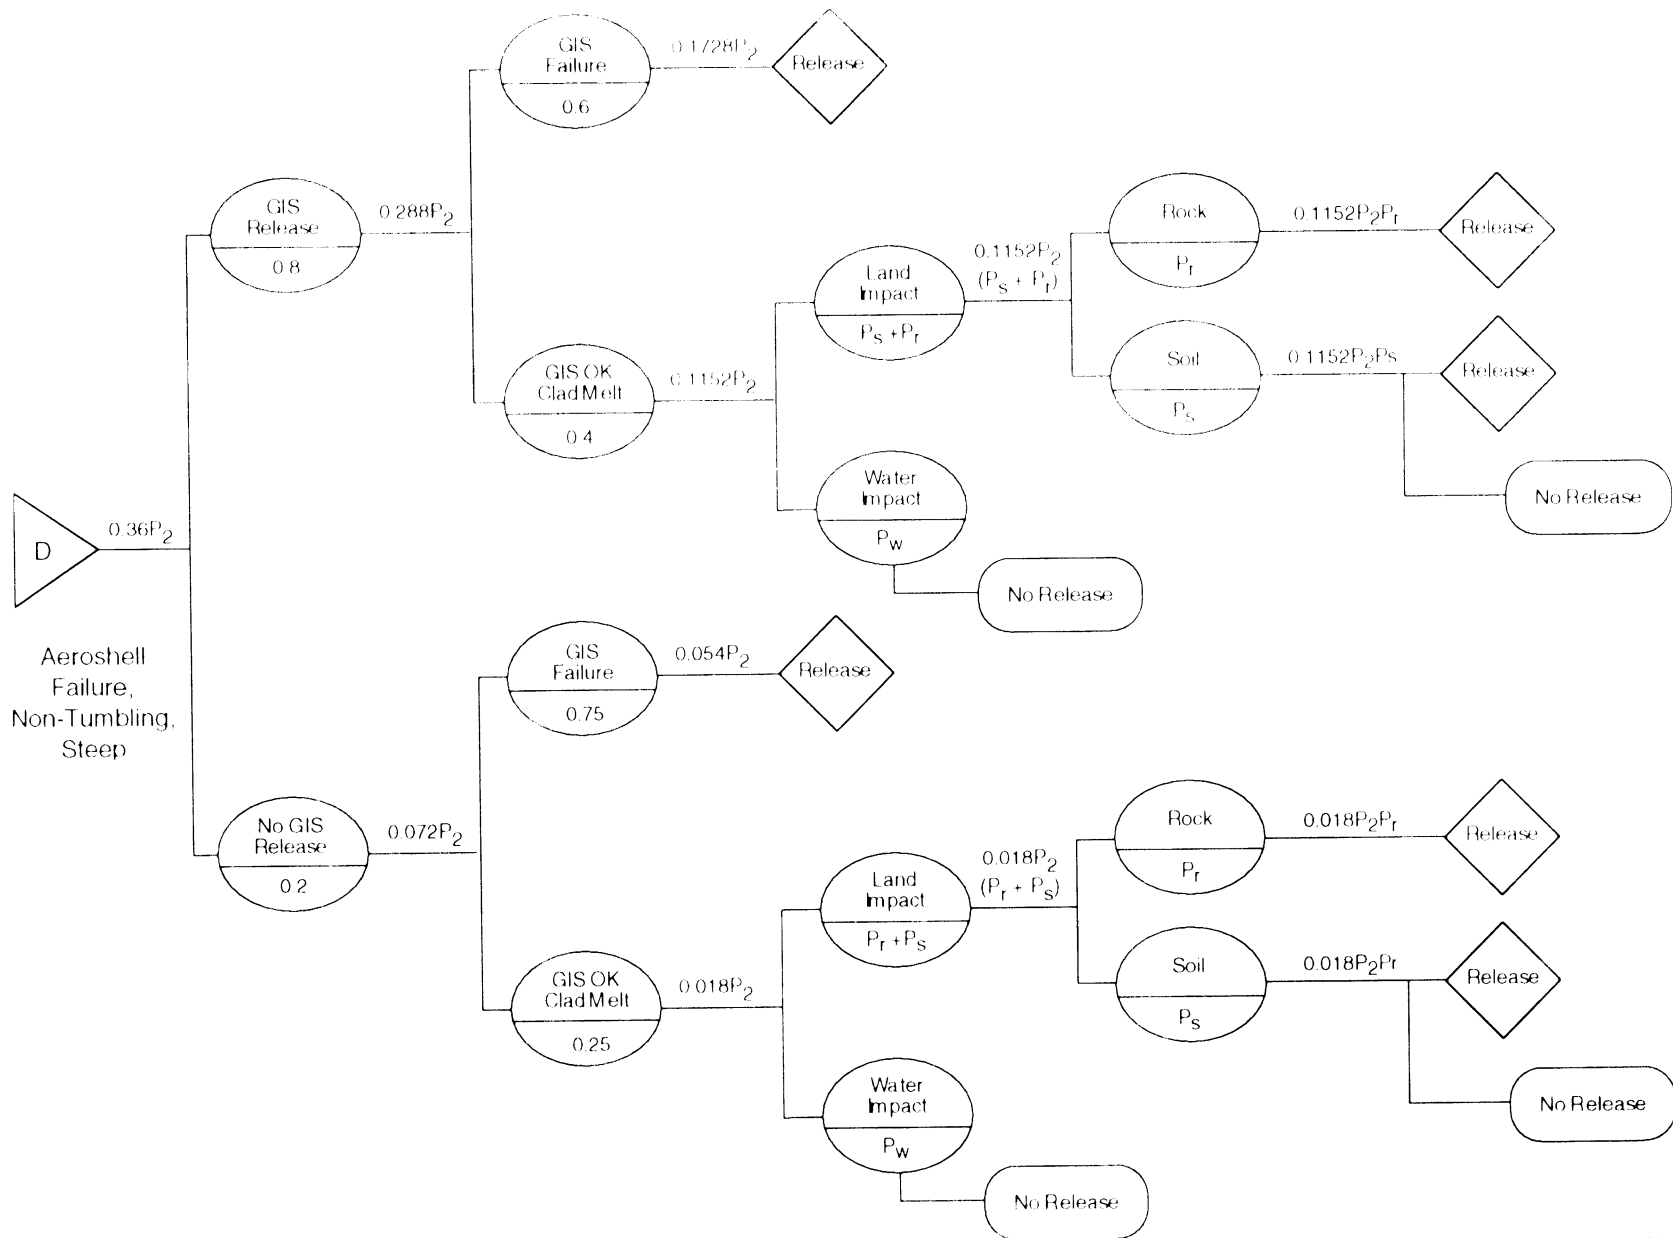 GIS
Failure
0.6
0.1728P₂
Release
GIS
Release
0.8
0.288P₂
Rock
Pᵣ
0.1152P₂Pᵣ
Release
Land
Impact
Pₛ + Pᵣ
0.1152P₂
(Pₛ + Pᵣ)
GIS OK
Clad Melt
0.4
0.1152P₂
Soil
Pₛ
0.1152P₂Ps
Release
No Release
Water
Impact
P_w
No Release
D
0.36P₂
Aeroshell
Failure,
Non-Tumbling,
Steep
GIS
Failure
0.75
0.054P₂
Release
No GIS
Release
0.2
0.072P₂
Rock
Pᵣ
0.018P₂Pᵣ
Release
Land
Impact
Pᵣ + Pₛ
0.018P₂
(Pᵣ + Pₛ)
GIS OK
Clad Melt
0.25
0.018P₂
Soil
Pₛ
0.018P₂Pr
Release
No Release
Water
Impact
P_w
No Release